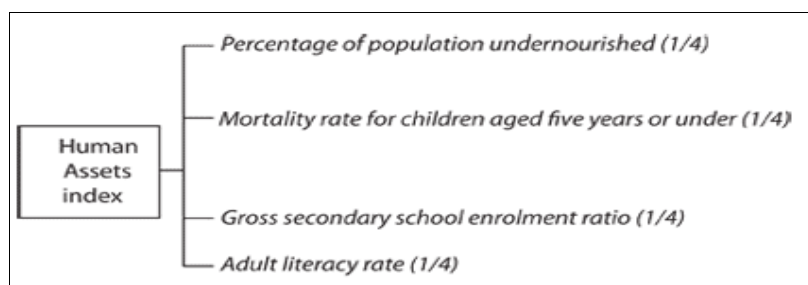 Percentage of population undernourished (1/4)
Mortality rate for children aged five years or under (1/4)
Human
Assets
index
Gross secondary school enrolment ratio (1/4)
Adult literacy rate (1/4)